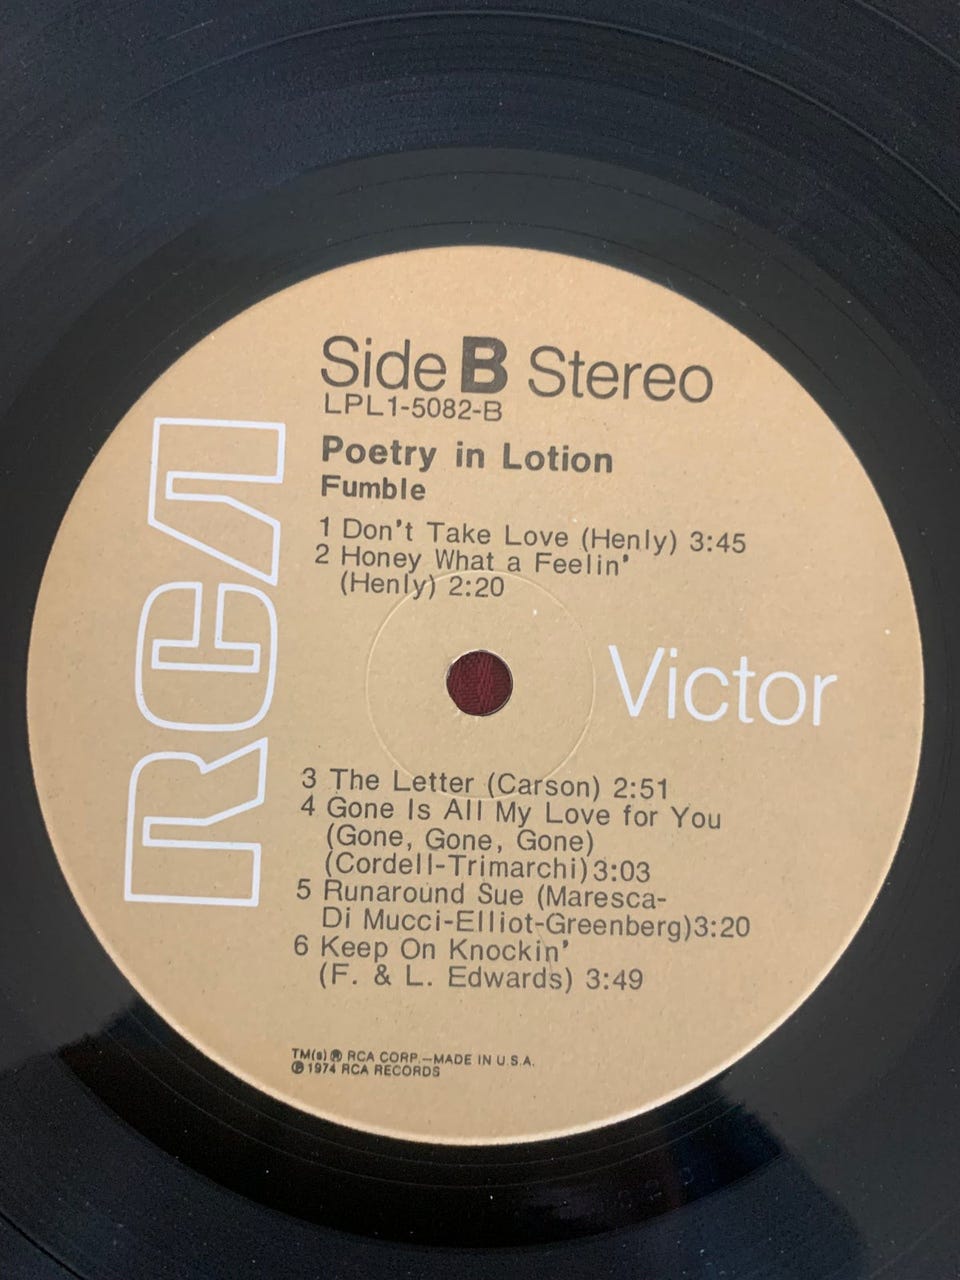 Side B Stereo
LPL1-5082-B
Poetry in Lotion
Fumble
1 Don't Take Love (Henly) 3:45
2 Honey What a Feelin'
(Henly) 2:20
RCA
Victor
3 The Letter (Carson) 2:51
4 Gone Is All My Love for You
(Gone, Gone, Gone)
(Cordell-Trimarchi) 3:03
5 Runaround Sue (Maresca-
Di Mucci-Elliot-Greenberg) 3:20
6 Keep On Knockin'
(F. & L. Edwards) 3:49
TM(s) ® RCA CORP.—MADE IN U.S.A.
℗ 1974 RCA RECORDS